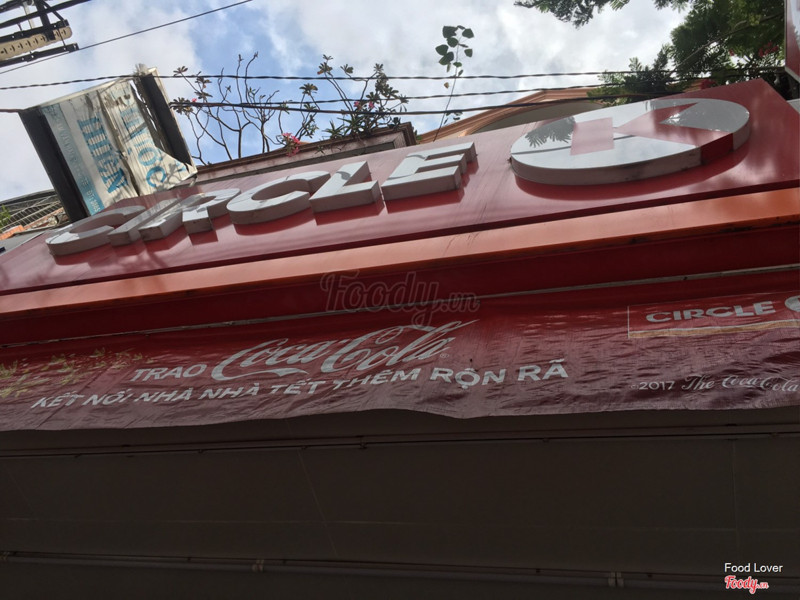 CIRCLE K
Foody.vn
CIRCLE
TRAO Coca-Cola
KẾT NỐI NHÀ NHÀ TẾT THÊM RỘN RÃ
©2017 The Coca-Cola
Food Lover
Foody.vn